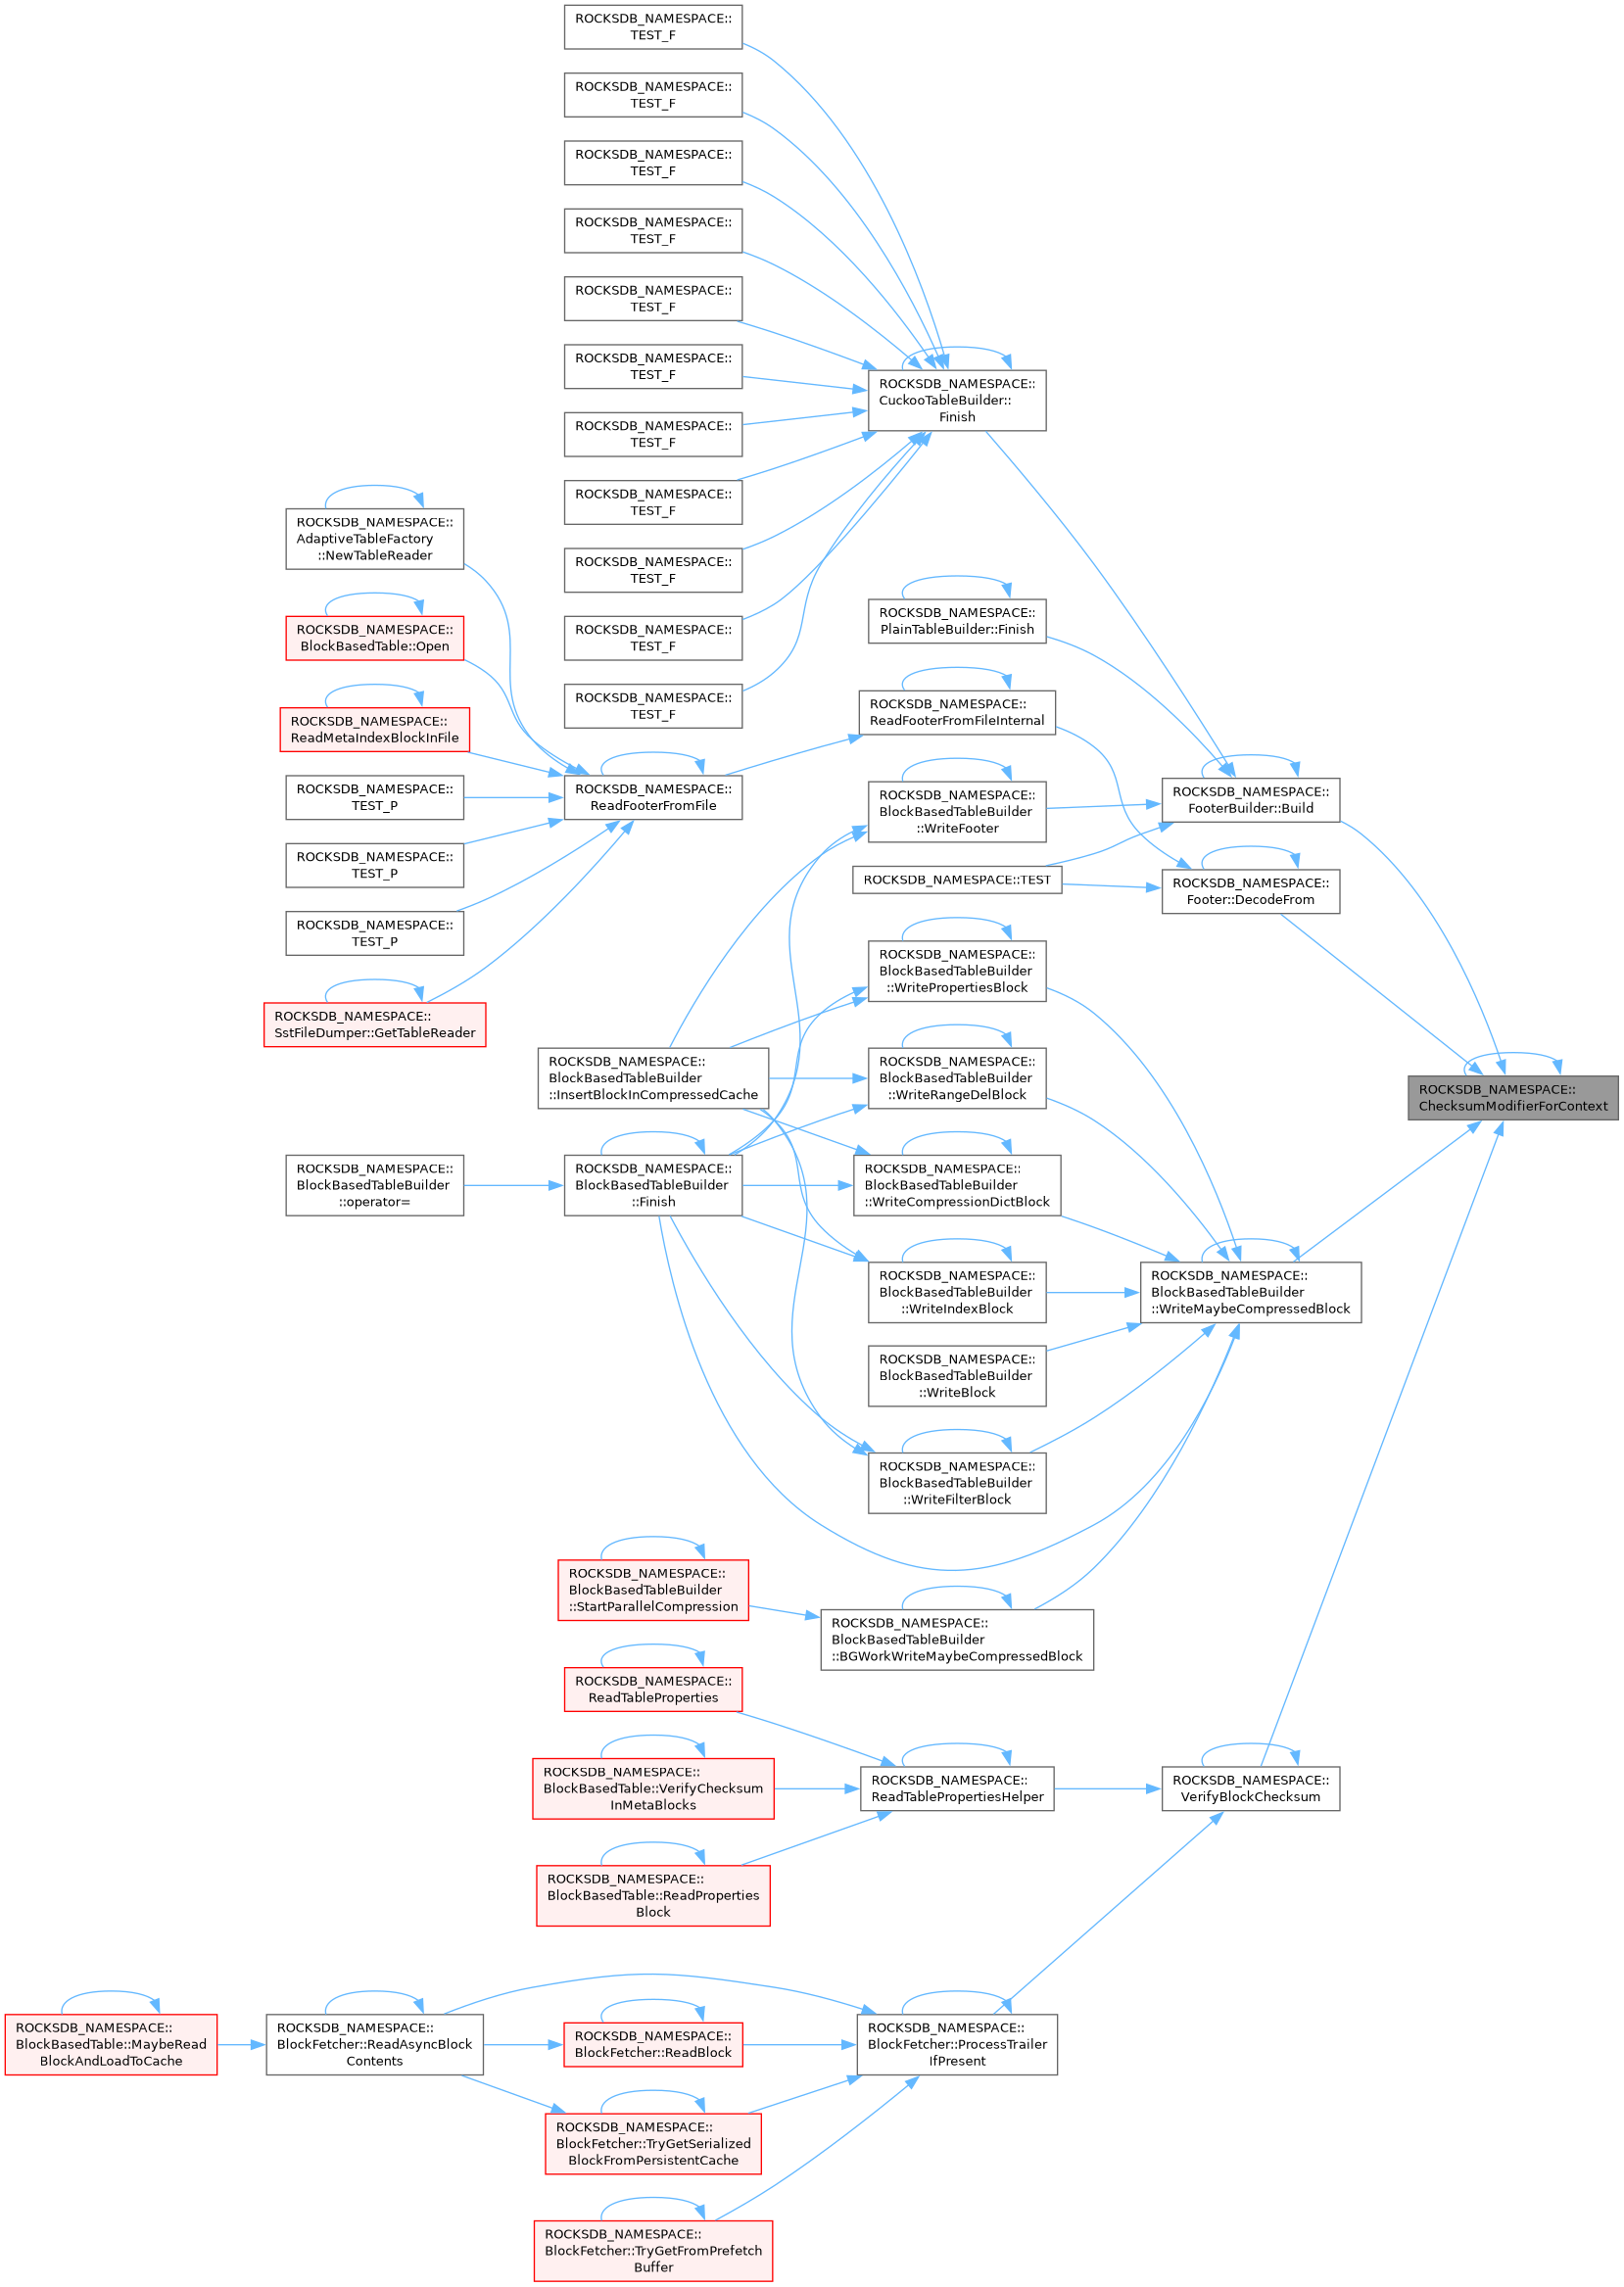 ROCKSDB_NAMESPACE::
TEST_F
ROCKSDB_NAMESPACE::
TEST_F
ROCKSDB_NAMESPACE::
TEST_F
ROCKSDB_NAMESPACE::
TEST_F
ROCKSDB_NAMESPACE::
TEST_F
ROCKSDB_NAMESPACE::
TEST_F
ROCKSDB_NAMESPACE::
CuckooTableBuilder::
Finish
ROCKSDB_NAMESPACE::
TEST_F
ROCKSDB_NAMESPACE::
TEST_F
ROCKSDB_NAMESPACE::
AdaptiveTableFactory
::NewTableReader
ROCKSDB_NAMESPACE::
TEST_F
ROCKSDB_NAMESPACE::
PlainTableBuilder::Finish
ROCKSDB_NAMESPACE::
BlockBasedTable::Open
ROCKSDB_NAMESPACE::
TEST_F
ROCKSDB_NAMESPACE::
TEST_F
ROCKSDB_NAMESPACE::
ReadFooterFromFileInternal
ROCKSDB_NAMESPACE::
ReadMetaIndexBlockInFile
ROCKSDB_NAMESPACE::
TEST_P
ROCKSDB_NAMESPACE::
ReadFooterFromFile
ROCKSDB_NAMESPACE::
BlockBasedTableBuilder
::WriteFooter
ROCKSDB_NAMESPACE::
FooterBuilder::Build
ROCKSDB_NAMESPACE::
TEST_P
ROCKSDB_NAMESPACE::TEST
ROCKSDB_NAMESPACE::
Footer::DecodeFrom
ROCKSDB_NAMESPACE::
TEST_P
ROCKSDB_NAMESPACE::
BlockBasedTableBuilder
::WritePropertiesBlock
ROCKSDB_NAMESPACE::
SstFileDumper::GetTableReader
ROCKSDB_NAMESPACE::
BlockBasedTableBuilder
::InsertBlockInCompressedCache
ROCKSDB_NAMESPACE::
BlockBasedTableBuilder
::WriteRangeDelBlock
ROCKSDB_NAMESPACE::
ChecksumModifierForContext
ROCKSDB_NAMESPACE::
BlockBasedTableBuilder
::operator=
ROCKSDB_NAMESPACE::
BlockBasedTableBuilder
::Finish
ROCKSDB_NAMESPACE::
BlockBasedTableBuilder
::WriteCompressionDictBlock
ROCKSDB_NAMESPACE::
BlockBasedTableBuilder
::WriteIndexBlock
ROCKSDB_NAMESPACE::
BlockBasedTableBuilder
::WriteMaybeCompressedBlock
ROCKSDB_NAMESPACE::
BlockBasedTableBuilder
::WriteBlock
ROCKSDB_NAMESPACE::
BlockBasedTableBuilder
::WriteFilterBlock
ROCKSDB_NAMESPACE::
BlockBasedTableBuilder
::StartParallelCompression
ROCKSDB_NAMESPACE::
BlockBasedTableBuilder
::BGWorkWriteMaybeCompressedBlock
ROCKSDB_NAMESPACE::
ReadTableProperties
ROCKSDB_NAMESPACE::
BlockBasedTable::VerifyChecksum
InMetaBlocks
ROCKSDB_NAMESPACE::
ReadTablePropertiesHelper
ROCKSDB_NAMESPACE::
VerifyBlockChecksum
ROCKSDB_NAMESPACE::
BlockBasedTable::ReadProperties
Block
ROCKSDB_NAMESPACE::
BlockBasedTable::MaybeRead
BlockAndLoadToCache
ROCKSDB_NAMESPACE::
BlockFetcher::ReadAsyncBlock
Contents
ROCKSDB_NAMESPACE::
BlockFetcher::ReadBlock
ROCKSDB_NAMESPACE::
BlockFetcher::ProcessTrailer
IfPresent
ROCKSDB_NAMESPACE::
BlockFetcher::TryGetSerialized
BlockFromPersistentCache
ROCKSDB_NAMESPACE::
BlockFetcher::TryGetFromPrefetch
Buffer